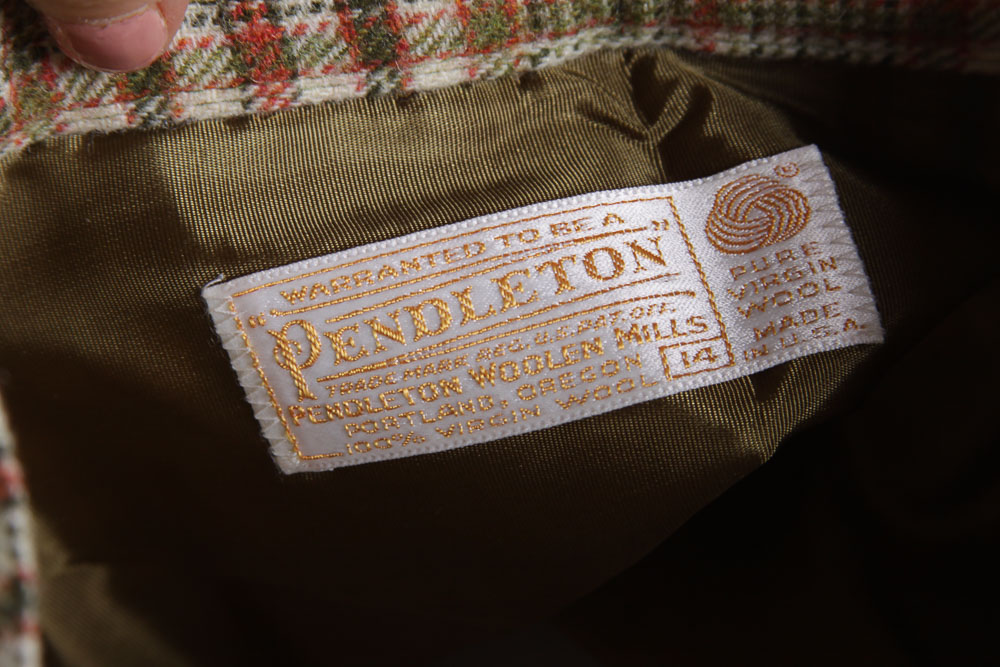 WARRANTED TO BE A
"PENDLETON"
TRADE MARK REG. U.S. PAT. OFF.
PENDLETON WOOLEN MILLS
PORTLAND, OREGON
100% VIRGIN WOOL
14
®
PURE
VIRGIN
WOOL
MADE
IN U.S.A.